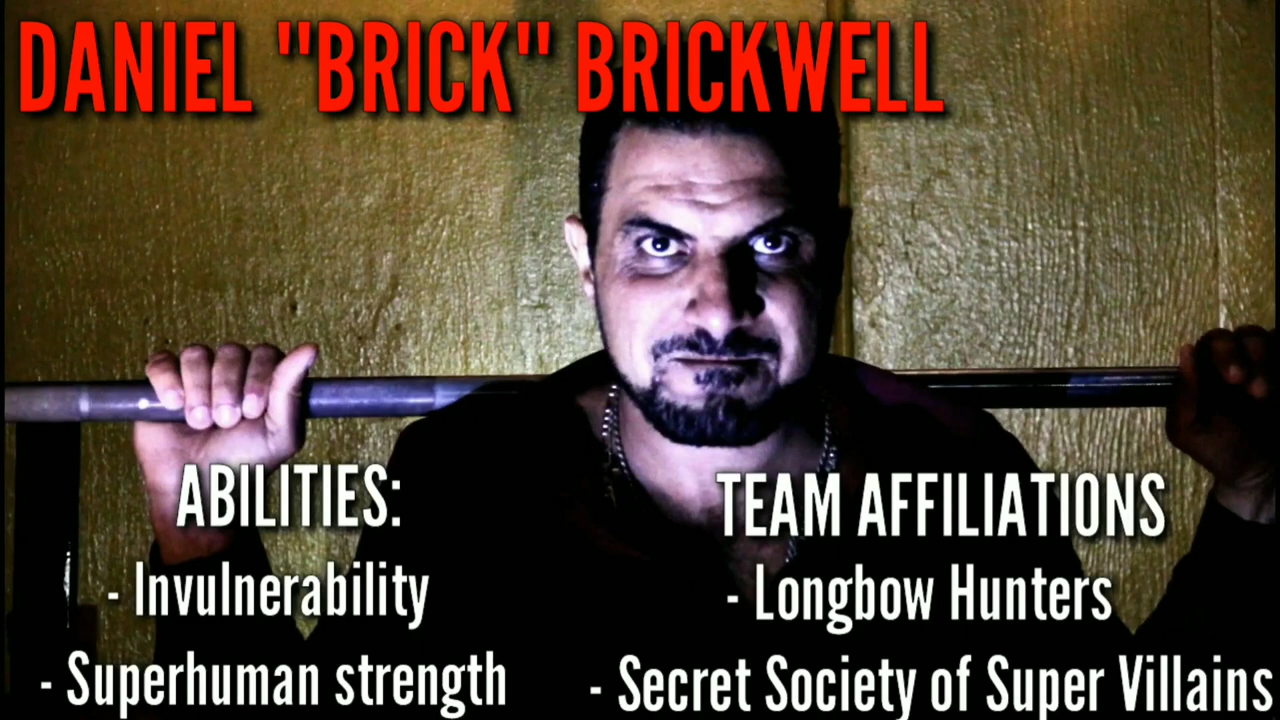 DANIEL "BRICK" BRICKWELL
ABILITIES:
- Invulnerability
- Superhuman strength
TEAM AFFILIATIONS
- Longbow Hunters
- Secret Society of Super Villains